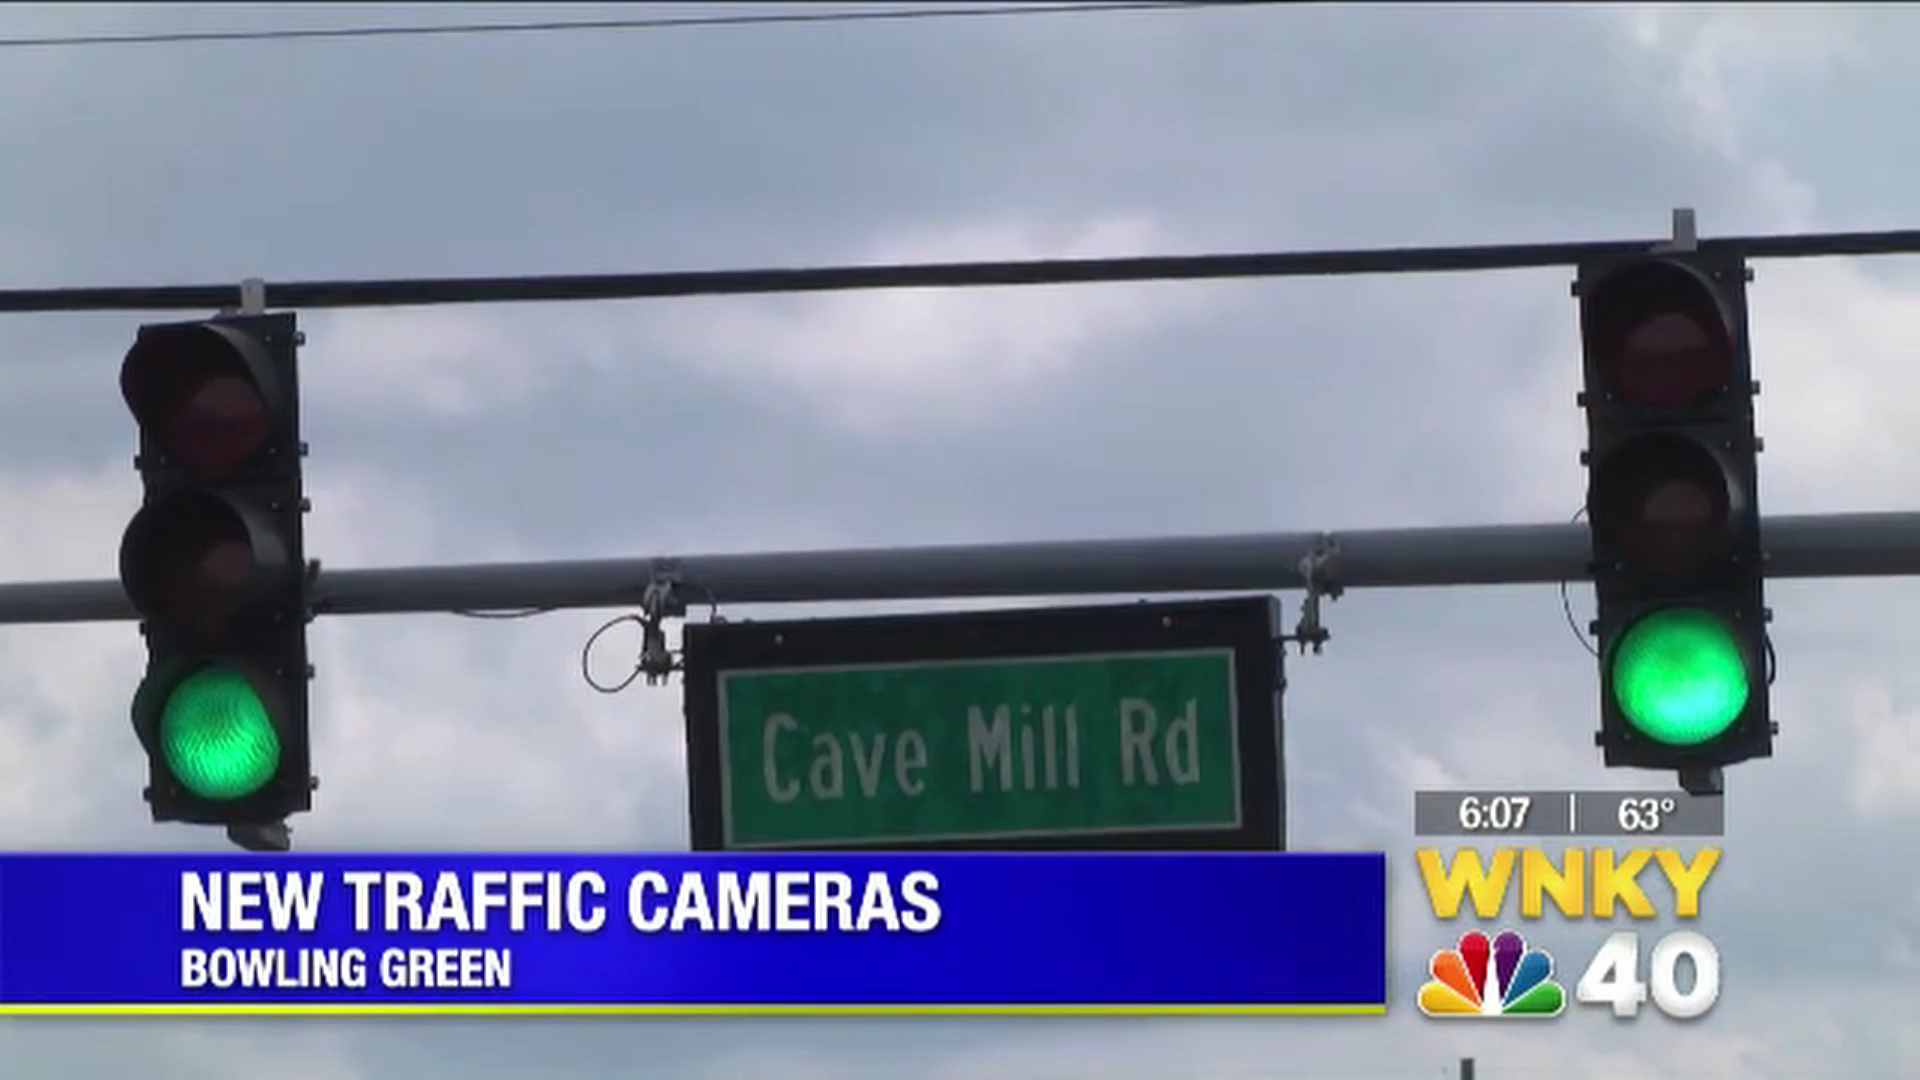 Cave Mill Rd
6:07 | 63°
WNKY
40
NEW TRAFFIC CAMERAS
BOWLING GREEN